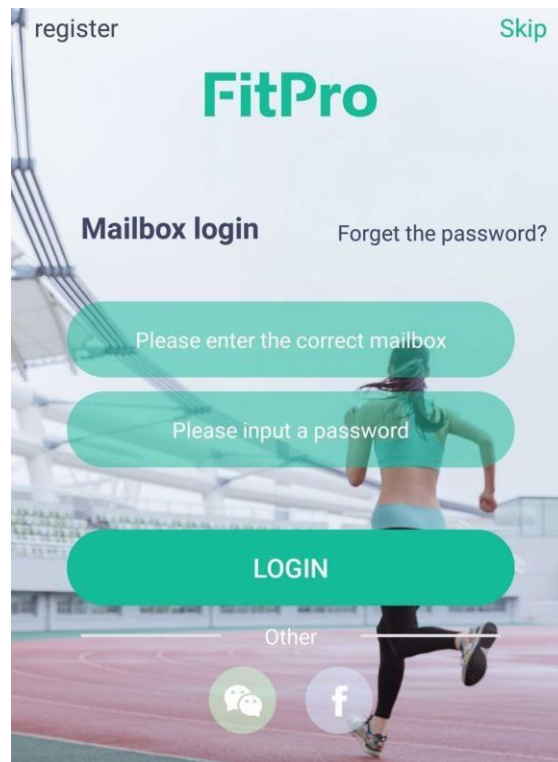 register
Skip
FitPro
Mailbox login
Forget the password?
Please enter the correct mailbox
Please input a password
LOGIN
Other
f